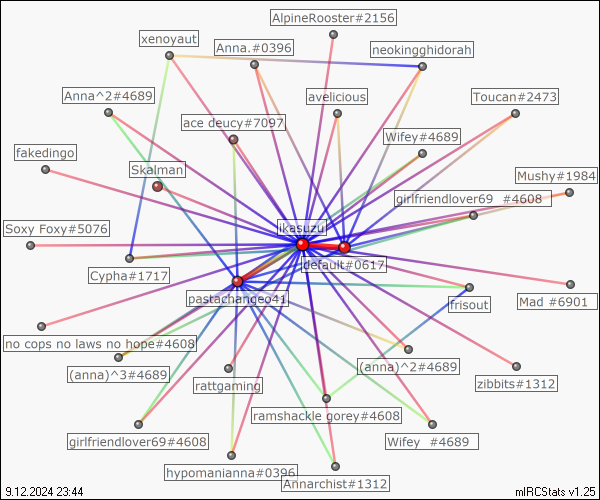 AlpineRooster#2156
xenoyaut
Anna.#0396
neokingghidorah
Anna^2#4689
avelicious
Toucan#2473
ace deucy#7097
Wifey#4689
fakedingo
Skalman
Mushy#1984
girlfriendlover69 #4608
Soxy Foxy#5076
ikasuzu
default#0617
Cypha#1717
pastachangeo41
frisout
Mad #6901
no cops no laws no hope#4608
(anna)^3#4689
(anna)^2#4689
rattgaming
zibbits#1312
ramshackle gorey#4608
girlfriendlover69#4608
Wifey #4689
hypomanianna#0396
Annarchist#1312
9.12.2024 23:44
mIRCStats v1.25